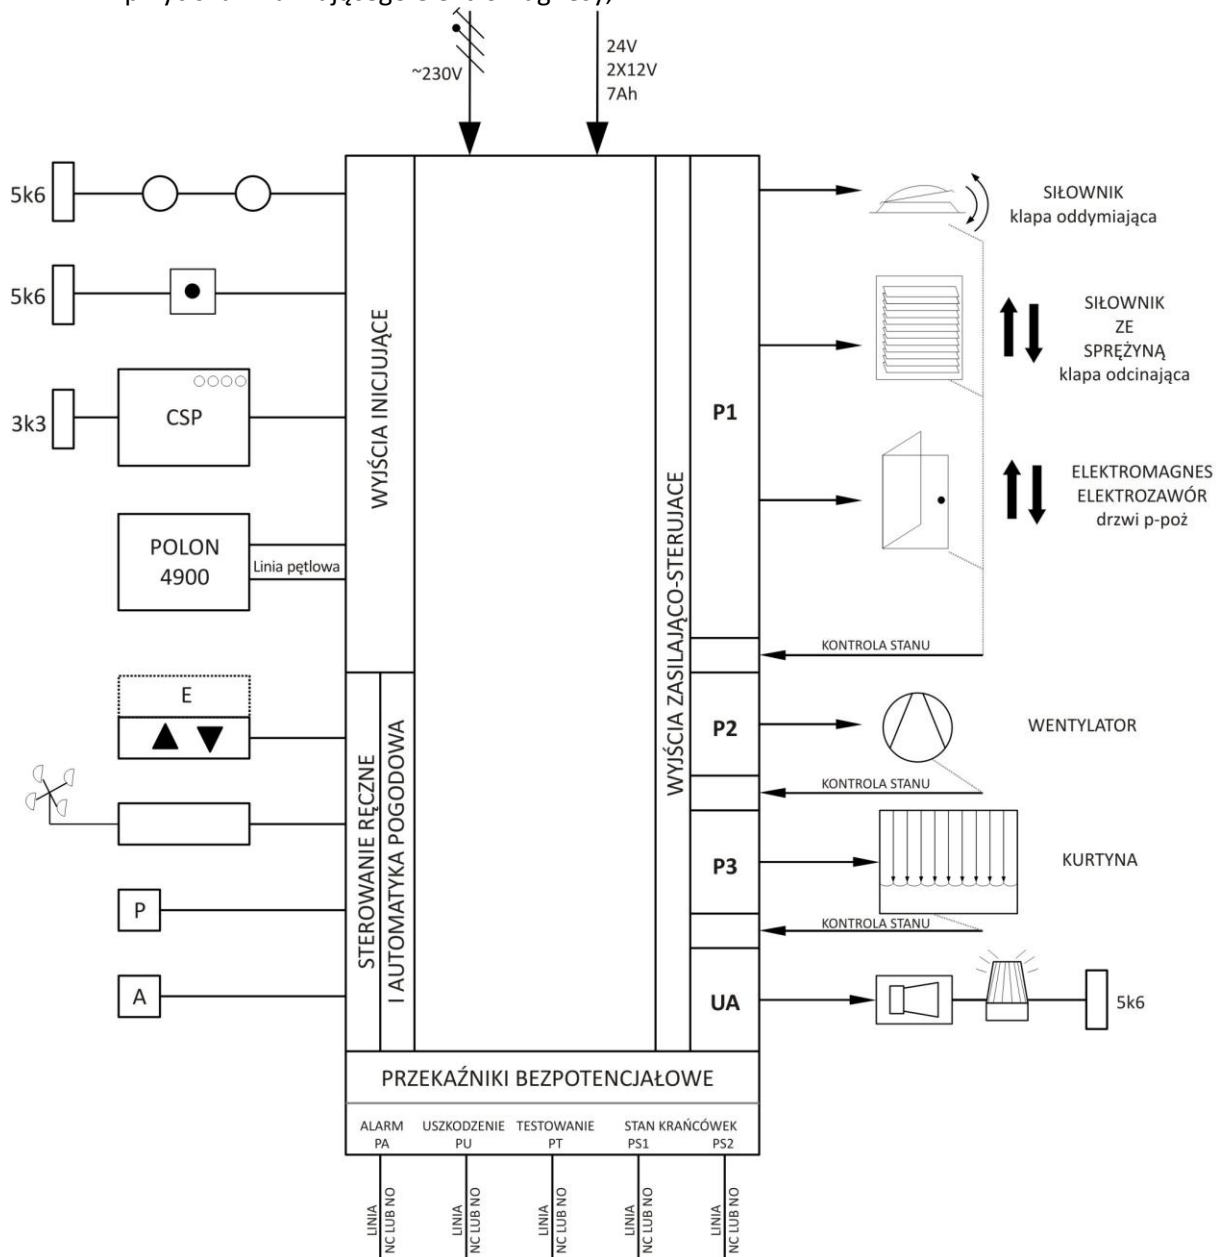 ~230V
24V
2X12V
7Ah
5k6
5k6
3k3
CSP
POLON
4900
Linia pętlowa
E
P
A
WYJŚCIA INICJUJĄCE
STEROWANIE RĘCZNE
I AUTOMATYKA POGODOWA
WYJŚCIA ZASILAJĄCO-STERUJACE
P1
P2
P3
UA
SIŁOWNIK
klapa oddymiająca
SIŁOWNIK
ZE
SPRĘŻYNĄ
klapa odcinająca
ELEKTROMAGNES
ELEKTROZAWÓR
drzwi p-poż
KONTROLA STANU
WENTYLATOR
KONTROLA STANU
KURTYNA
KONTROLA STANU
5k6
PRZEKAŹNIKI BEZPOTENCJAŁOWE
ALARM
PA
USZKODZENIE
PU
TESTOWANIE
PT
STAN KRAŃCÓWEK
PS1
PS2
LINIA
NC LUB NO
LINIA
NC LUB NO
LINIA
NC LUB NO
LINIA
NC LUB NO
LINIA
NC LUB NO